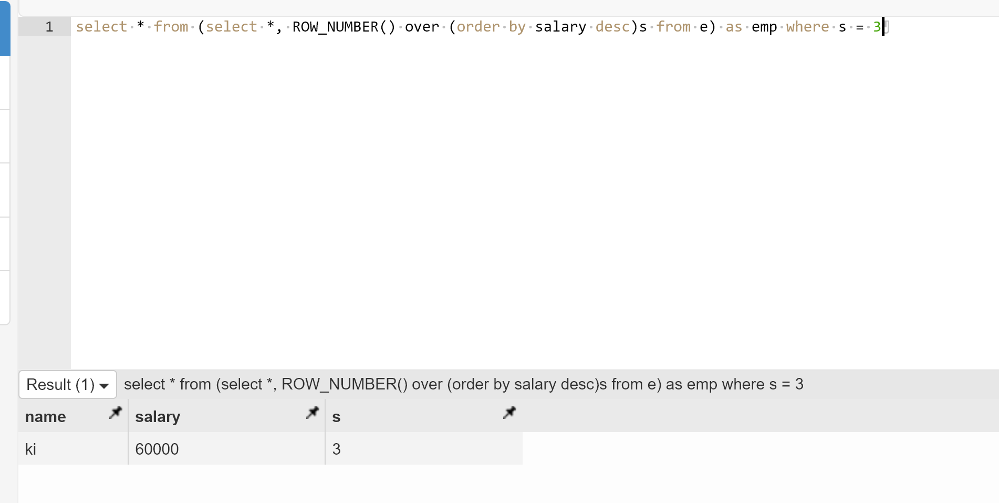 1 select * from (select *, ROW_NUMBER() over (order by salary desc)s from e) as emp where s = 3
Result (1) select * from (select *, ROW_NUMBER() over (order by salary desc)s from e) as emp where s = 3
name salary s
ki 60000 3